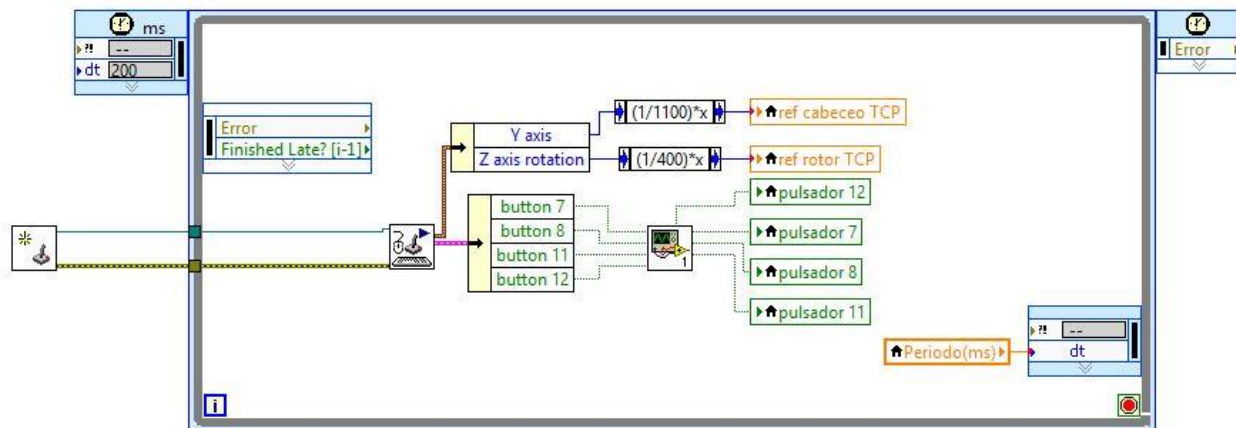 ms
?! --
dt 200
Error
Error
Finished Late? [i-1]
Y axis
(1/1100)*x
ref cabeceo TCP
Z axis rotation
(1/400)*x
ref rotor TCP
button 7
button 8
button 11
button 12
1
pulsador 12
pulsador 7
pulsador 8
pulsador 11
Periodo(ms)
?! --
dt
i